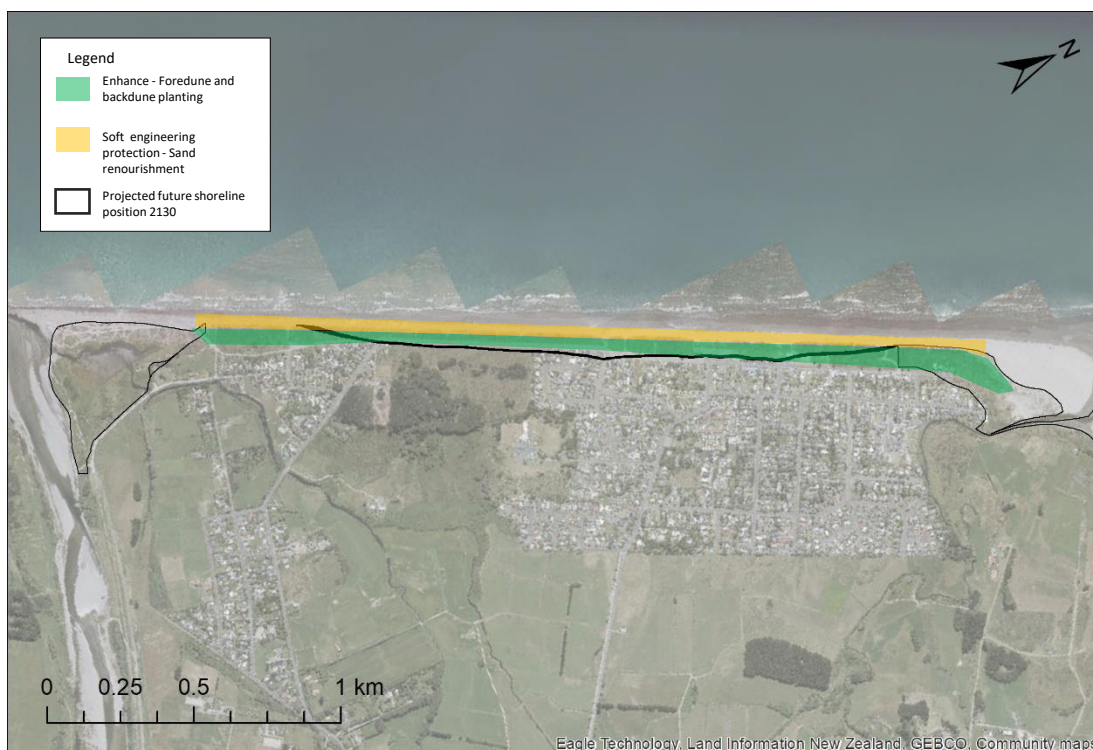 Legend
Enhance - Foredune and
backdune planting
Soft engineering
protection - Sand
renourishment
Projected future shoreline
position 2130
N
0 0.25 0.5 1 km
Eagle Technology, Land Information New Zealand, GEBCO, Community maps